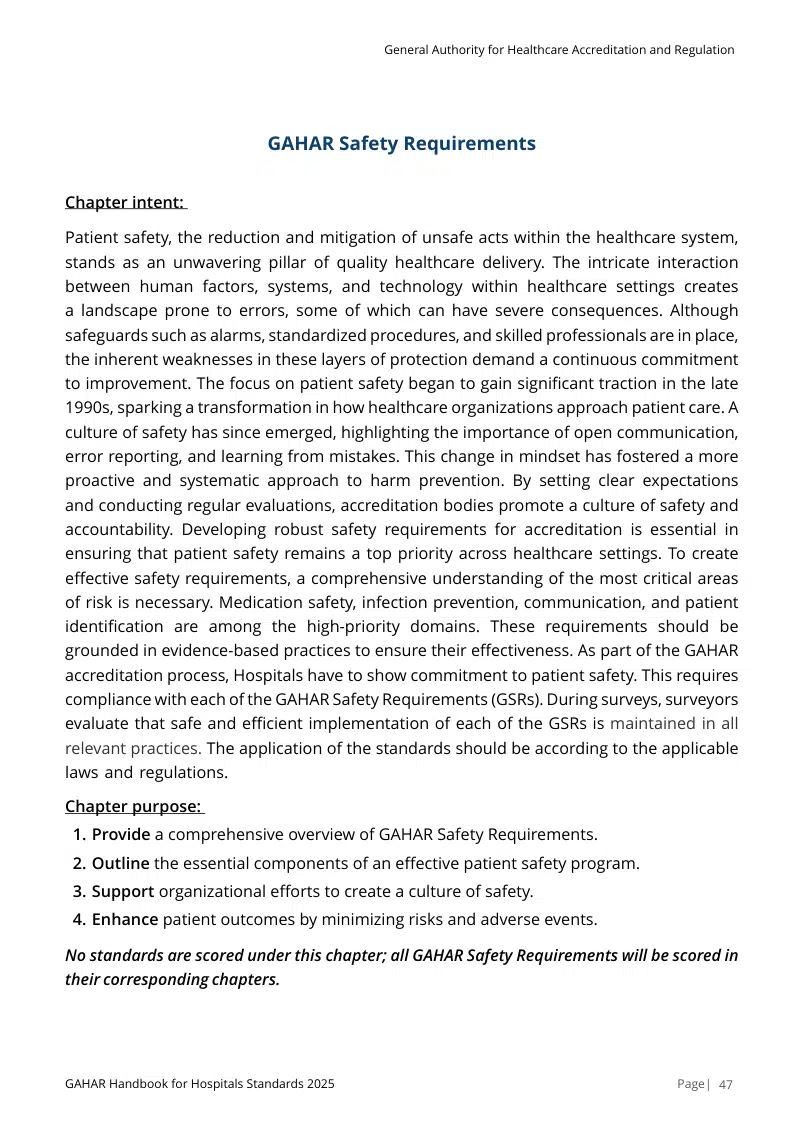 General Authority for Healthcare Accreditation and Regulation
GAHAR Safety Requirements
Chapter intent:
Patient safety, the reduction and mitigation of unsafe acts within the healthcare system,
stands as an unwavering pillar of quality healthcare delivery. The intricate interaction
between human factors, systems, and technology within healthcare settings creates
a landscape prone to errors, some of which can have severe consequences. Although
safeguards such as alarms, standardized procedures, and skilled professionals are in place,
the inherent weaknesses in these layers of protection demand a continuous commitment
to improvement. The focus on patient safety began to gain significant traction in the late
1990s, sparking a transformation in how healthcare organizations approach patient care. A
culture of safety has since emerged, highlighting the importance of open communication,
error reporting, and learning from mistakes. This change in mindset has fostered a more
proactive and systematic approach to harm prevention. By setting clear expectations
and conducting regular evaluations, accreditation bodies promote a culture of safety and
accountability. Developing robust safety requirements for accreditation is essential in
ensuring that patient safety remains a top priority across healthcare settings. To create
effective safety requirements, a comprehensive understanding of the most critical areas
of risk is necessary. Medication safety, infection prevention, communication, and patient
identification are among the high-priority domains. These requirements should be
grounded in evidence-based practices to ensure their effectiveness. As part of the GAHAR
accreditation process, Hospitals have to show commitment to patient safety. This requires
compliance with each of the GAHAR Safety Requirements (GSRs). During surveys, surveyors
evaluate that safe and efficient implementation of each of the GSRs is maintained in all
relevant practices. The application of the standards should be according to the applicable
laws and regulations.
Chapter purpose:
1. Provide a comprehensive overview of GAHAR Safety Requirements.
2. Outline the essential components of an effective patient safety program.
3. Support organizational efforts to create a culture of safety.
4. Enhance patient outcomes by minimizing risks and adverse events.
No standards are scored under this chapter; all GAHAR Safety Requirements will be scored in
their corresponding chapters.
GAHAR Handbook for Hospitals Standards 2025
Page| 47